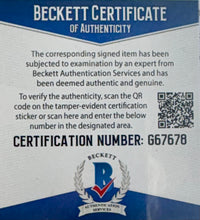 BECKETT CERTIFICATE
OF AUTHENTICITY
The corresponding signed item has been
subjected to examination by an expert from
Beckett Authentication Services and has
been deemed authentic and genuine.
To verify the authenticity, scan the QR
code on the tamper-evident certification
sticker or scan here and enter below the
number in the designated area.
CERTIFICATION NUMBER: G67678
BECKETT
B
AUTHENTICATION
SERVICES